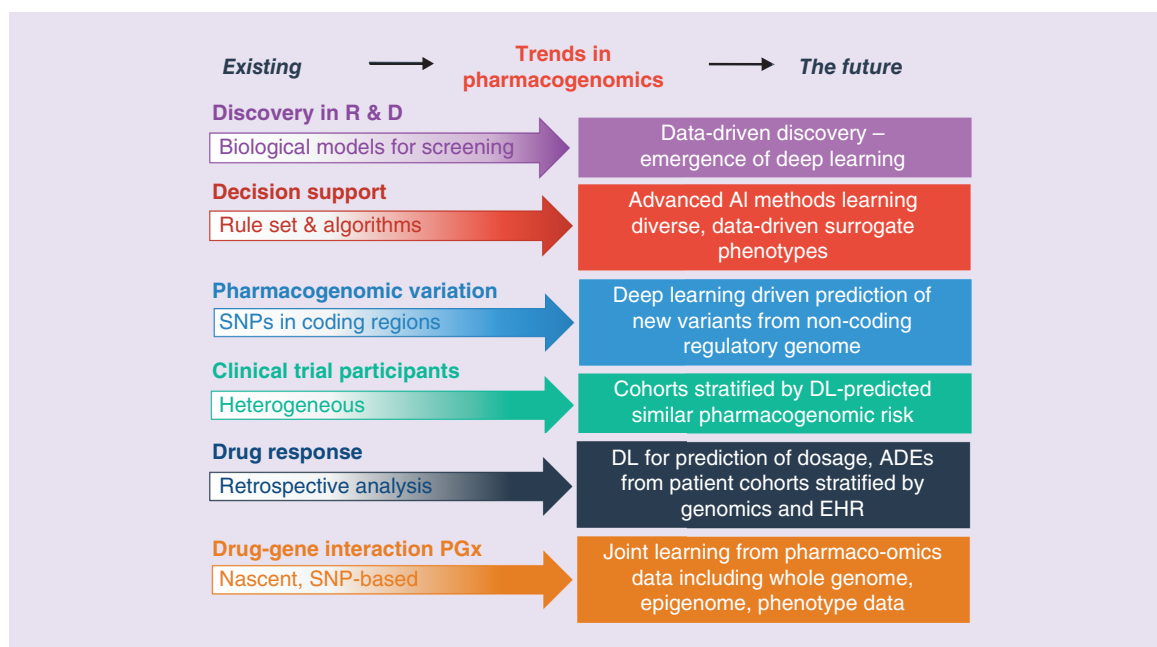 Existing
Trends in
pharmacogenomics
The future
Discovery in R & D
Biological models for screening
Data-driven discovery –
emergence of deep learning
Decision support
Rule set & algorithms
Advanced AI methods learning
diverse, data-driven surrogate
phenotypes
Pharmacogenomic variation
SNPs in coding regions
Deep learning driven prediction of
new variants from non-coding
regulatory genome
Clinical trial participants
Heterogeneous
Cohorts stratified by DL-predicted
similar pharmacogenomic risk
Drug response
Retrospective analysis
DL for prediction of dosage, ADEs
from patient cohorts stratified by
genomics and EHR
Drug-gene interaction PGx
Nascent, SNP-based
Joint learning from pharmaco-omics
data including whole genome,
epigenome, phenotype data